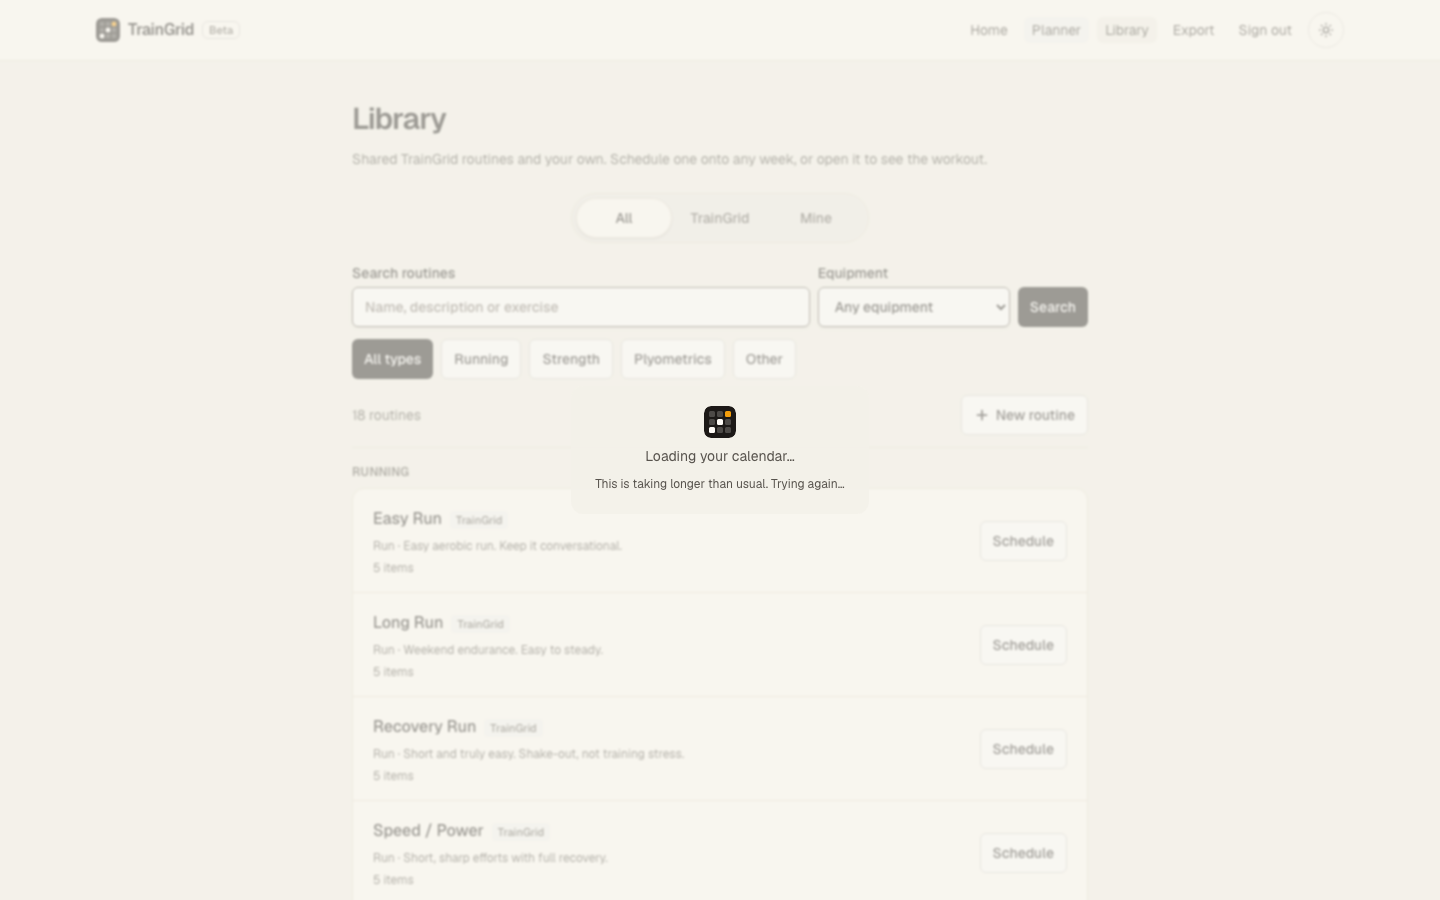 TrainGrid Beta Home Planner Library Export Sign out
Library
Shared TrainGrid routines and your own. Schedule one onto any week, or open it to see the workout.
All TrainGrid Mine
Search routines Equipment
Name, description or exercise Any equipment Search
All types Running Strength Plyometrics Other
18 routines + New routine
Loading your calendar…
RUNNING
This is taking longer than usual. Trying again…
Easy Run TrainGrid
Run · Easy aerobic run. Keep it conversational.
5 items
Schedule
Long Run TrainGrid
Run · Weekend endurance. Easy to steady.
5 items
Schedule
Recovery Run TrainGrid
Run · Short and truly easy. Shake-out, not training stress.
5 items
Schedule
Speed / Power TrainGrid
Run · Short, sharp efforts with full recovery.
5 items
Schedule